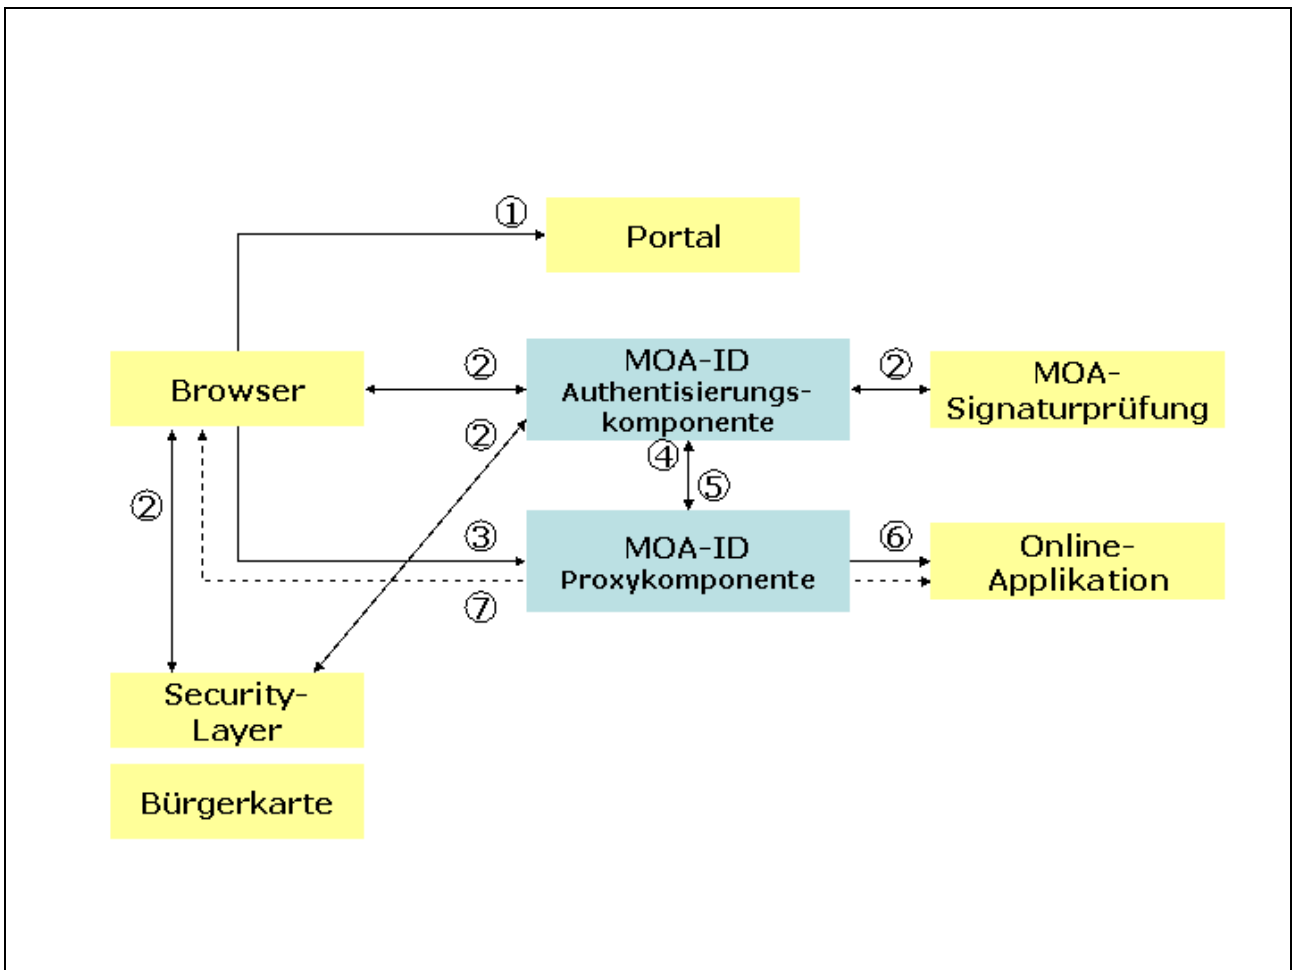 ①
Portal
Browser
②
MOA-ID
Authentisierungs-
komponente
②
MOA-
Signaturprüfung
②
④
⑤
②
③
MOA-ID
Proxykomponente
⑥
Online-
Applikation
⑦
Security-
Layer
Bürgerkarte